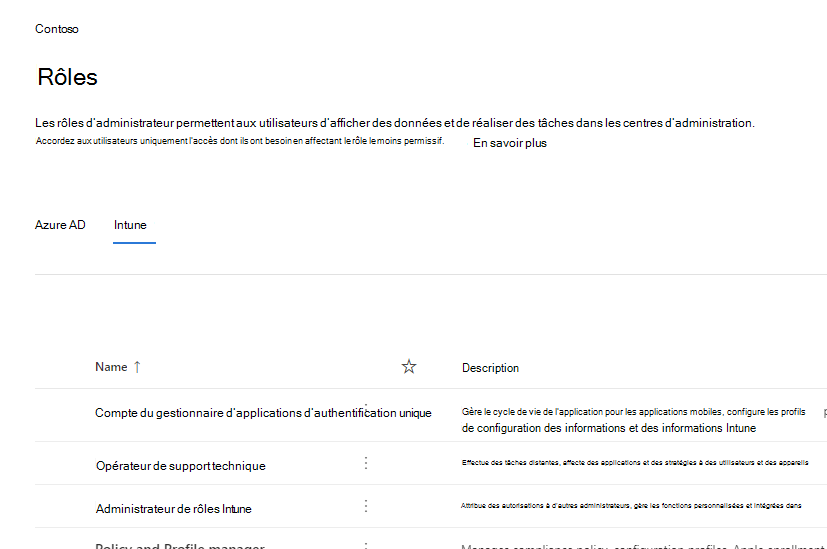 Contoso
Rôles
Les rôles d'administrateur permettent aux utilisateurs d'afficher des données et de réaliser des tâches dans les centres d'administration.
Accordez aux utilisateurs uniquement l'accès dont ils ont besoin en affectant le rôle le moins permissif. En savoir plus
Azure AD Intune
Name ↑ Description
Compte du gestionnaire d'applications d'authentification unique
Gère le cycle de vie de l'application pour les applications mobiles, configure les profils
de configuration des informations et des informations Intune
Opérateur de support technique
Effectue des tâches distantes, affecte des applications et des stratégies à des utilisateurs et des appareils
Administrateur de rôles Intune
Attribue des autorisations à d'autres administrateurs, gère les fonctions personnalisées et intégrées dans
Policy and Profile manager
Manages compliance policy, configuration profiles, Apple enrollment